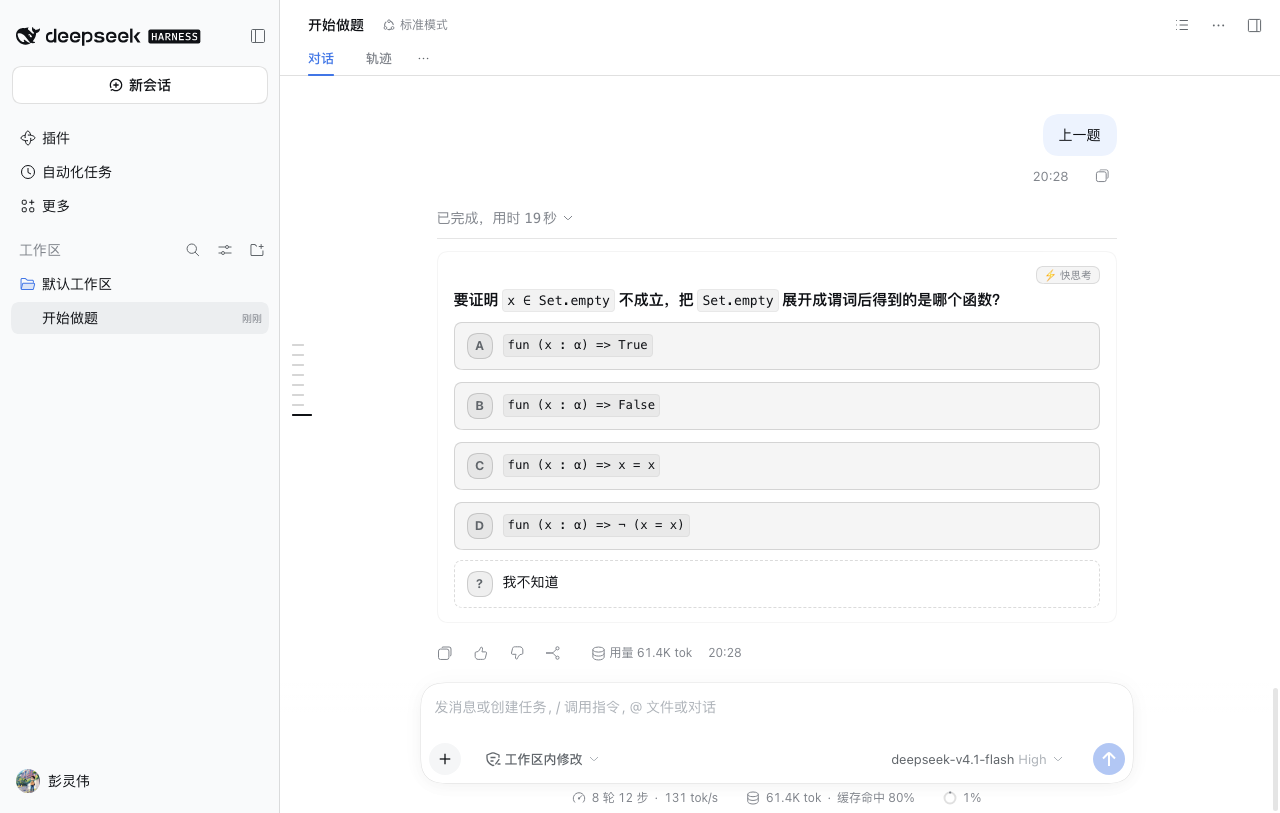 deepseek HARNESS
新会话
插件
自动化任务
更多
工作区
默认工作区
开始做题 刚刚
彭灵伟
开始做题 标准模式
对话 轨迹 ···
上一题
20:28
已完成，用时 19秒
⚡ 快思考
要证明 x ∈ Set.empty 不成立，把 Set.empty 展开成谓词后得到的是哪个函数？
A fun (x : α) => True
B fun (x : α) => False
C fun (x : α) => x = x
D fun (x : α) => ¬ (x = x)
? 我不知道
用量 61.4K tok 20:28
发消息或创建任务, / 调用指令, @ 文件或对话
工作区内修改 deepseek-v4.1-flash High
8 轮 12 步 · 131 tok/s 61.4K tok · 缓存命中 80% 1%